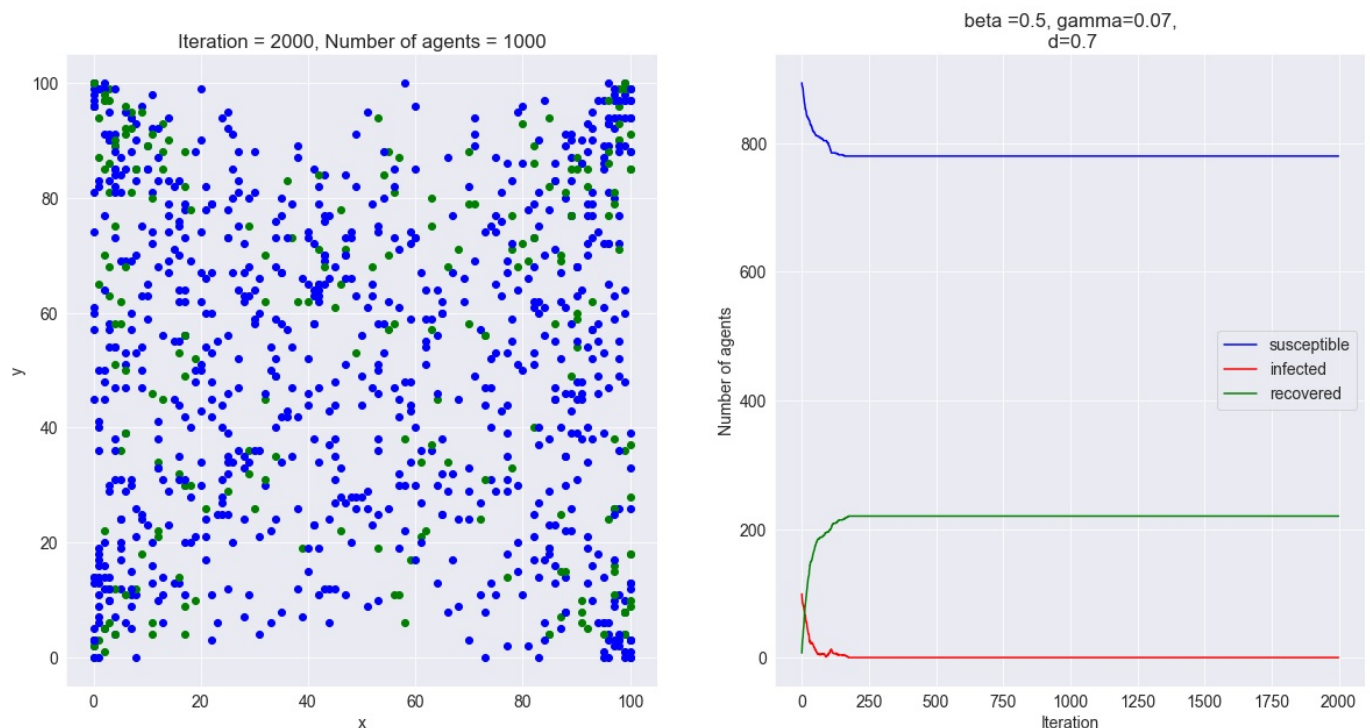 Iteration = 2000, Number of agents = 1000
100
80
60
40
20
0
y
0 20 40 60 80 100
x
beta =0.5, gamma=0.07,
d=0.7
800
600
400
200
0
Number of agents
susceptible
infected
recovered
0 250 500 750 1000 1250 1500 1750 2000
Iteration